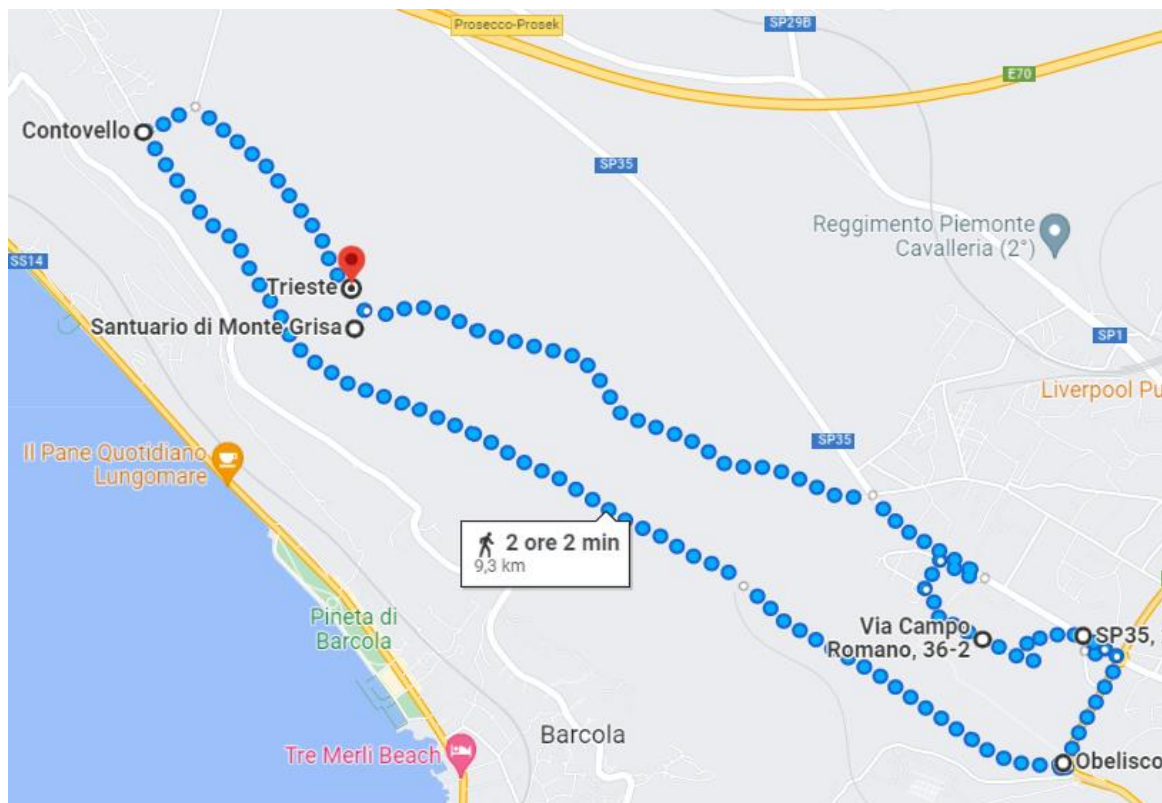 Prosecco-Prosek
SP29B
E70
Contovello
SP35
Reggimento Piemonte
Cavalleria (2°)
SS14
Trieste
Santuario di Monte Grisa
SP1
Liverpool Pu
SP35
Il Pane Quotidiano
Lungomare
2 ore 2 min
9,3 km
Pineta di
Barcola
Via Campo
Romano, 36-2
SP35,
Barcola
Tre Merli Beach
Obelisco